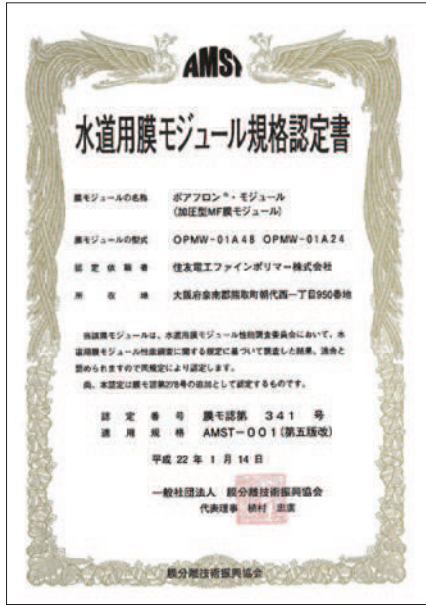 AMST
水道用膜モジュール規格認定書
膜モジュールの名称 ポアフロン®・モジュール
(加圧型MF膜モジュール)
膜モジュールの型式 OPMW-01A48 OPMW-01A24
認定依頼者 住友電工ファインポリマー株式会社
所在地 大阪府泉南郡熊取町朝代西一丁目950番地
当該膜モジュールは、水道用膜モジュール性能調査委員会において、水
道用膜モジュール性能調査に関する規定に基づいて調査した結果、適合と
認められますので同規定により認定します。
尚、本認定は膜モ認第278号の追加として認定するものです。
認定番号 膜モ認第 341 号
適用規格 AMST-001(第五版改)
平成 22 年 1 月 14 日
一般社団法人 膜分離技術振興協会
代表理事 植村 忠廣
膜分離技術振興協会